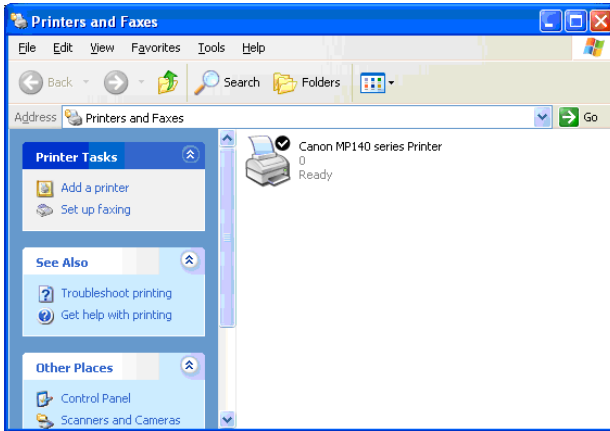 Printers and Faxes
File Edit View Favorites Tools Help
Back Search Folders
Address Printers and Faxes Go
Printer Tasks
Add a printer
Set up faxing
See Also
Troubleshoot printing
Get help with printing
Other Places
Control Panel
Scanners and Cameras
Canon MP140 series Printer
0
Ready